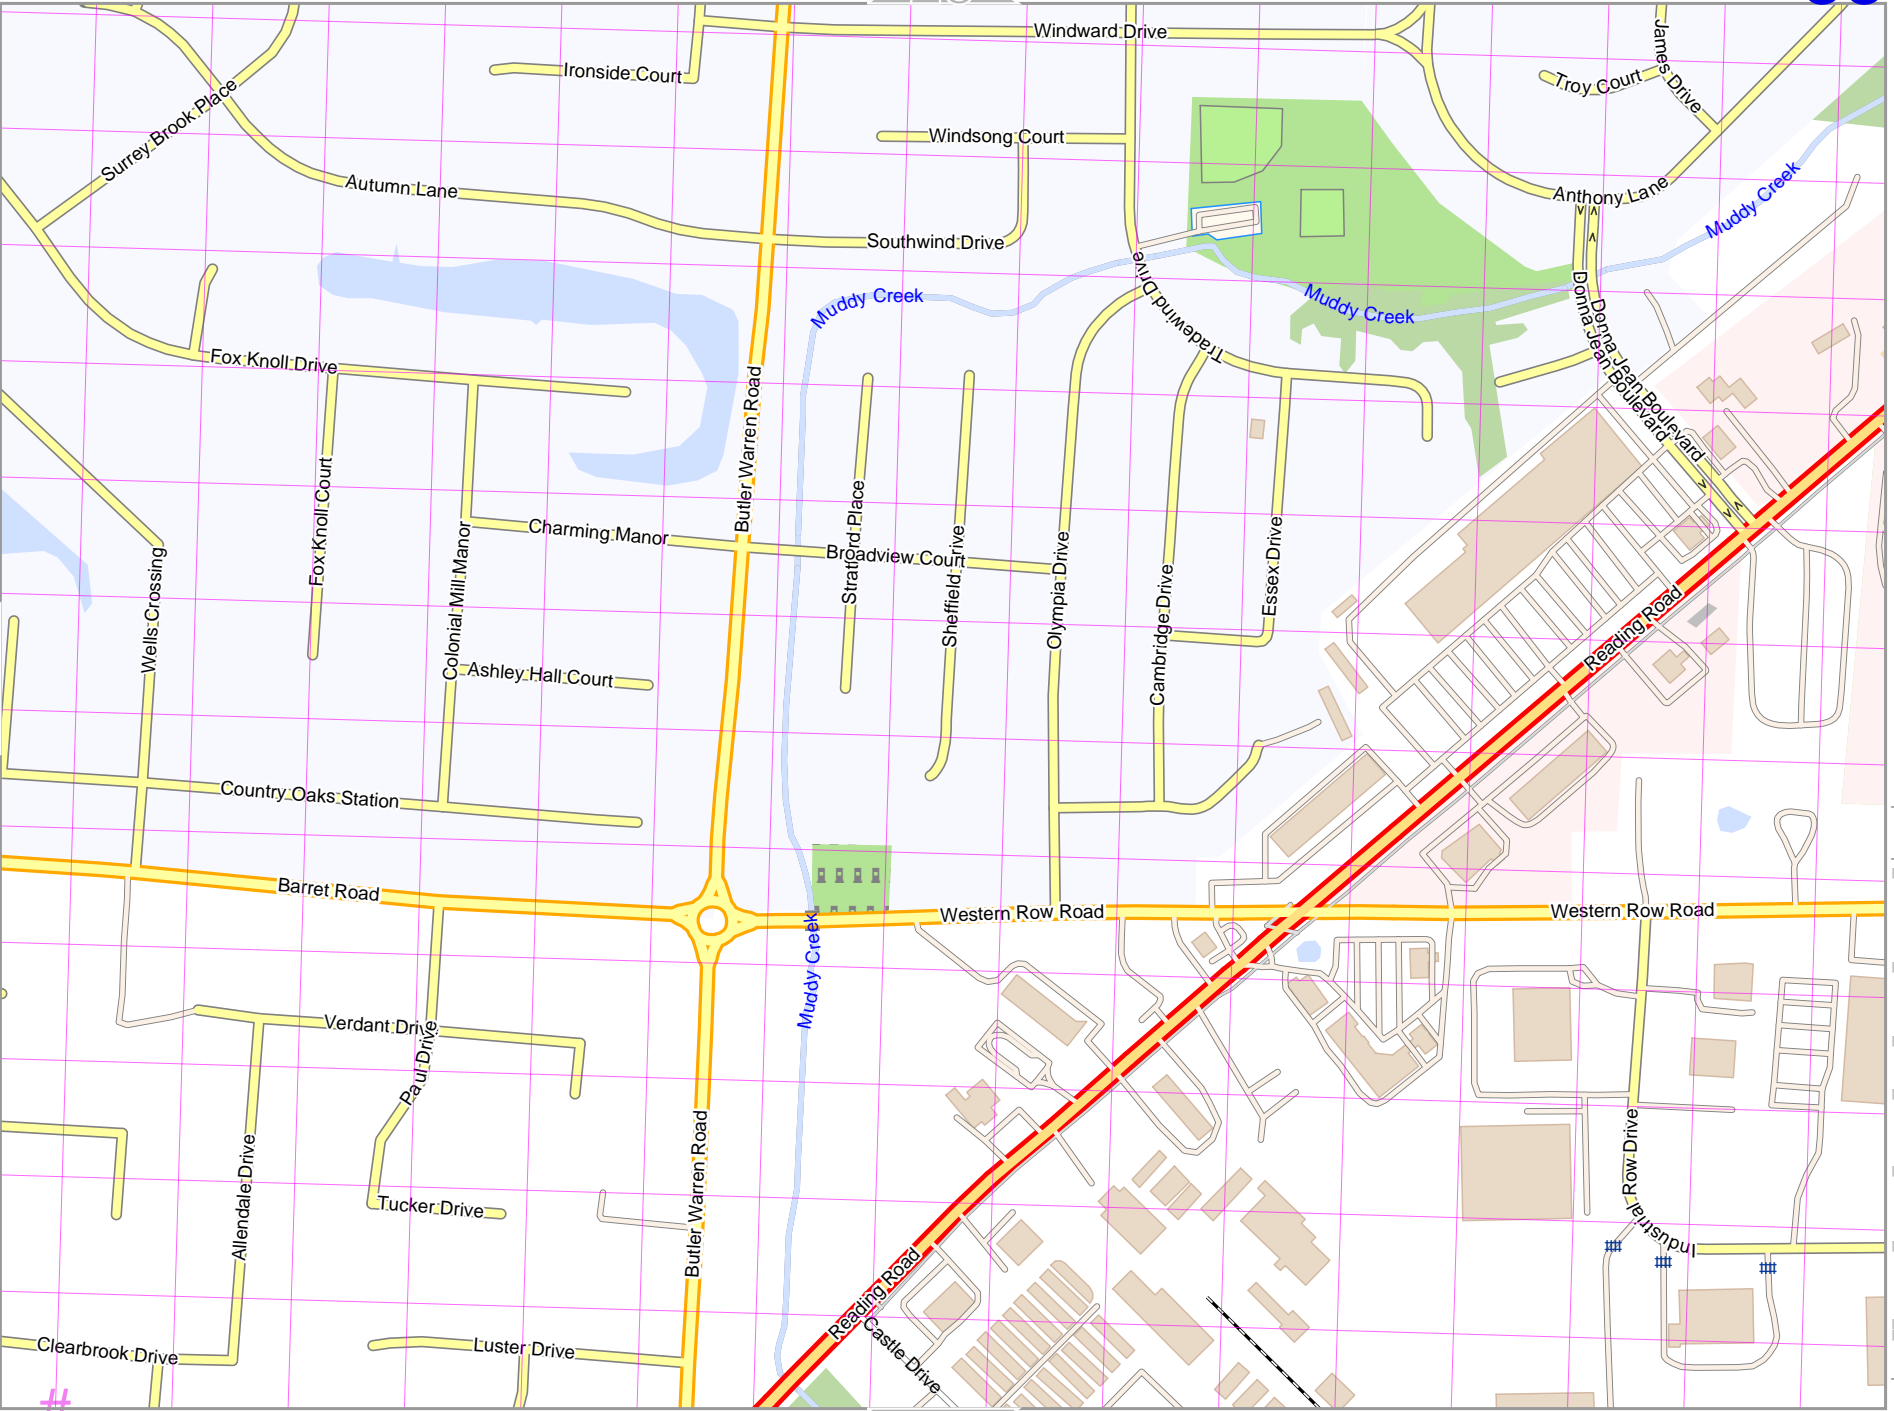 Windward Drive
James Drive
Ironside Court
Troy Court
Surrey Brook Place
Windsong Court
Autumn Lane
Anthony Lane
Muddy Creek
Southwind Drive
Muddy Creek
Muddy Creek
Tradewind Drive
Donna Jean Boulevard
Donna Jean Boulevard
Fox Knoll Drive
Butler Warren Road
Fox Knoll Court
Charming Manor
Stratford Place
Broadview Court
Sheffield Drive
Olympia Drive
Essex Drive
Wells Crossing
Colonial Mill Manor
Cambridge Drive
Reading Road
Ashley Hall Court
Country Oaks Station
Barret Road
Western Row Road
Western Row Road
Muddy Creek
Verdant Drive
Paul Drive
Allendale Drive
Butler Warren Road
Industrial Row Drive
Tucker Drive
Reading Road
Castle Drive
Clearbrook Drive
Luster Drive
#